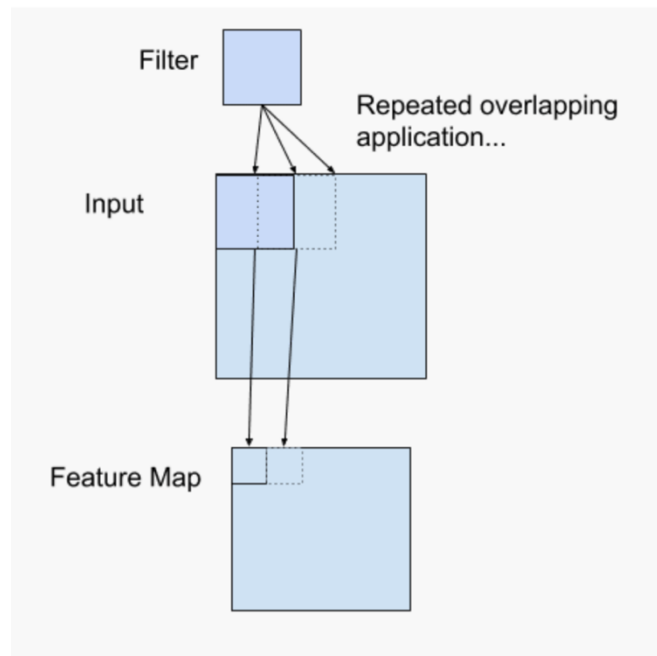 Filter
Repeated overlapping
application...
Input
Feature Map